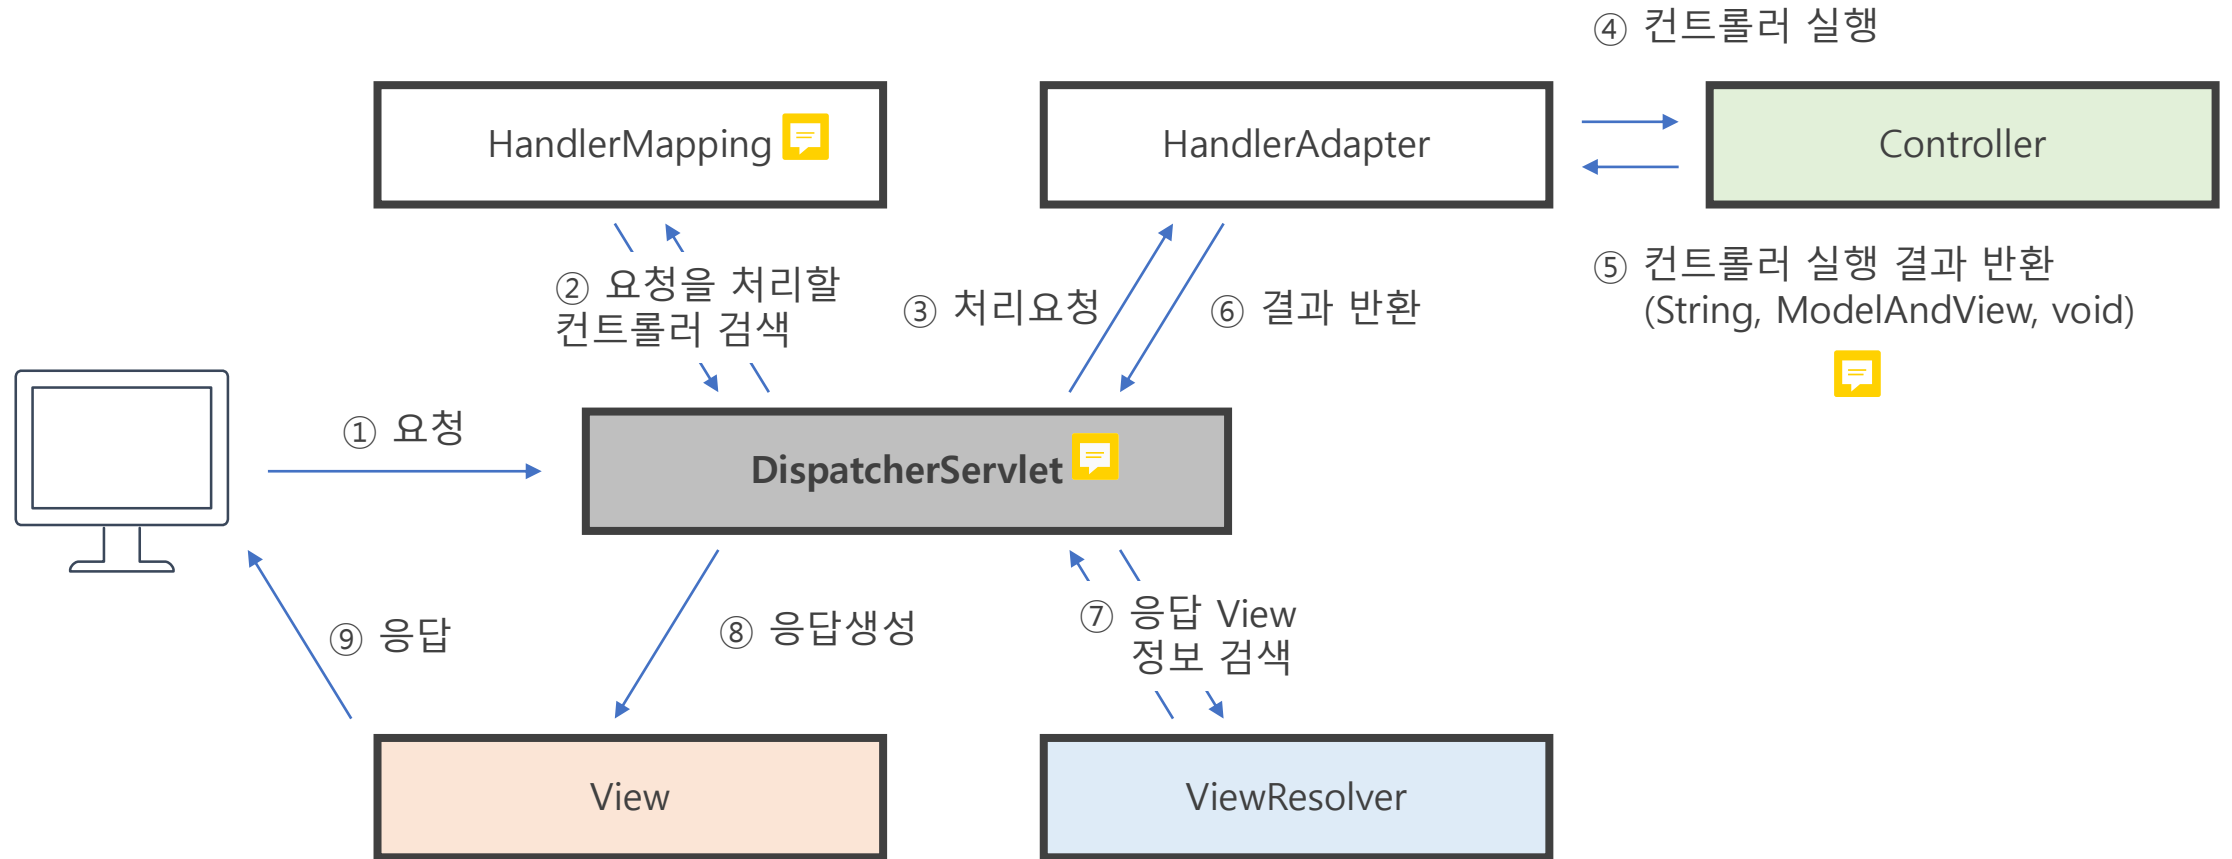 ④ 컨트롤러 실행
HandlerMapping
HandlerAdapter
Controller
② 요청을 처리할
컨트롤러 검색
③ 처리요청
⑥ 결과 반환
⑤ 컨트롤러 실행 결과 반환
(String, ModelAndView, void)
① 요청
DispatcherServlet
⑨ 응답
⑧ 응답생성
⑦ 응답 View
정보 검색
View
ViewResolver